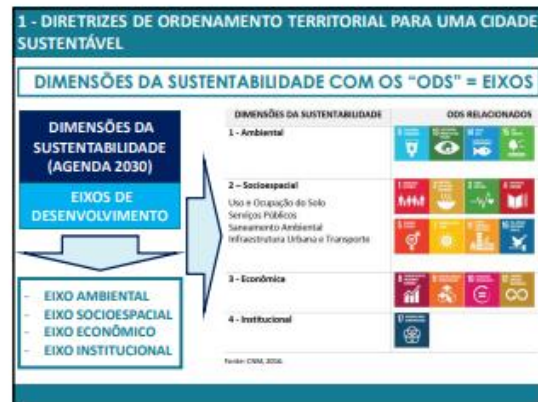 1 - DIRETRIZES DE ORDENAMENTO TERRITORIAL PARA UMA CIDADE
SUSTENTÁVEL
DIMENSÕES DA SUSTENTABILIDADE COM OS “ODS” = EIXOS
DIMENSÕES DA
SUSTENTABILIDADE
(AGENDA 2030)
EIXOS DE
DESENVOLVIMENTO
- EIXO AMBIENTAL
- EIXO SOCIOESPACIAL
- EIXO ECONÔMICO
- EIXO INSTITUCIONAL
DIMENSÕES DA SUSTENTABILIDADE
ODS RELACIONADOS
1 - Ambiental
2 – Socioespacial
Uso e Ocupação do Solo
Serviços Públicos
Saneamento Ambiental
Infraestrutura Urbana e Transporte
3 - Econômica
4 - Institucional
Fonte: CNM, 2016.